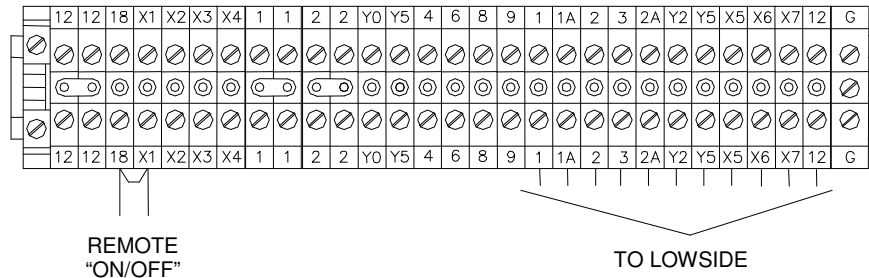 12 12 18 X1 X2 X3 X4 1 1 2 2 Y0 Y5 4 6 8 9 1 1A 2 3 2A Y2 Y5 X5 X6 X7 12 G
12 12 18 X1 X2 X3 X4 1 1 2 2 Y0 Y5 4 6 8 9 1 1A 2 3 2A Y2 Y5 X5 X6 X7 12 G
REMOTE
“ON/OFF”
TO LOWSIDE